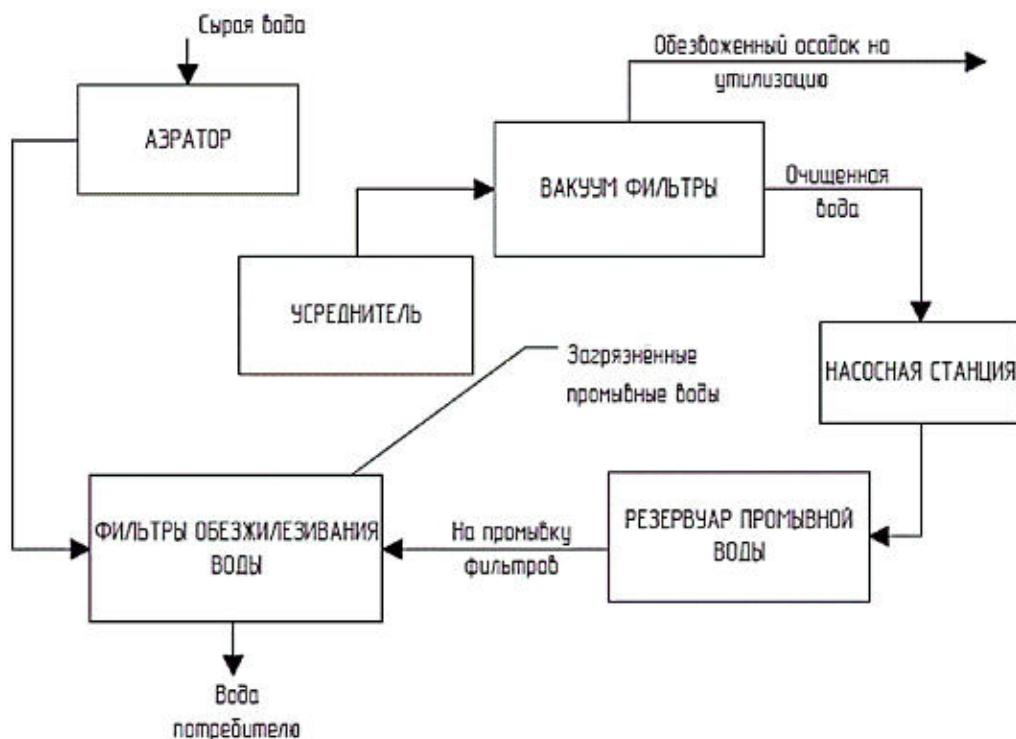 Сырая вода
АЭРАТОР
Обезвоженный осадок на
утилизацию
ВАКУУМ ФИЛЬТРЫ
Очищенная
вода
УСРЕДНИТЕЛЬ
НАСОСНАЯ СТАНЦИЯ
Загрязненные
промывные воды
ФИЛЬТРЫ ОБЕЗЖИЛЕЗИВАНИЯ
ВОДЫ
На промывку
фильтров
РЕЗЕРВУАР ПРОМЫВНОЙ
ВОДЫ
Вода
потребителю